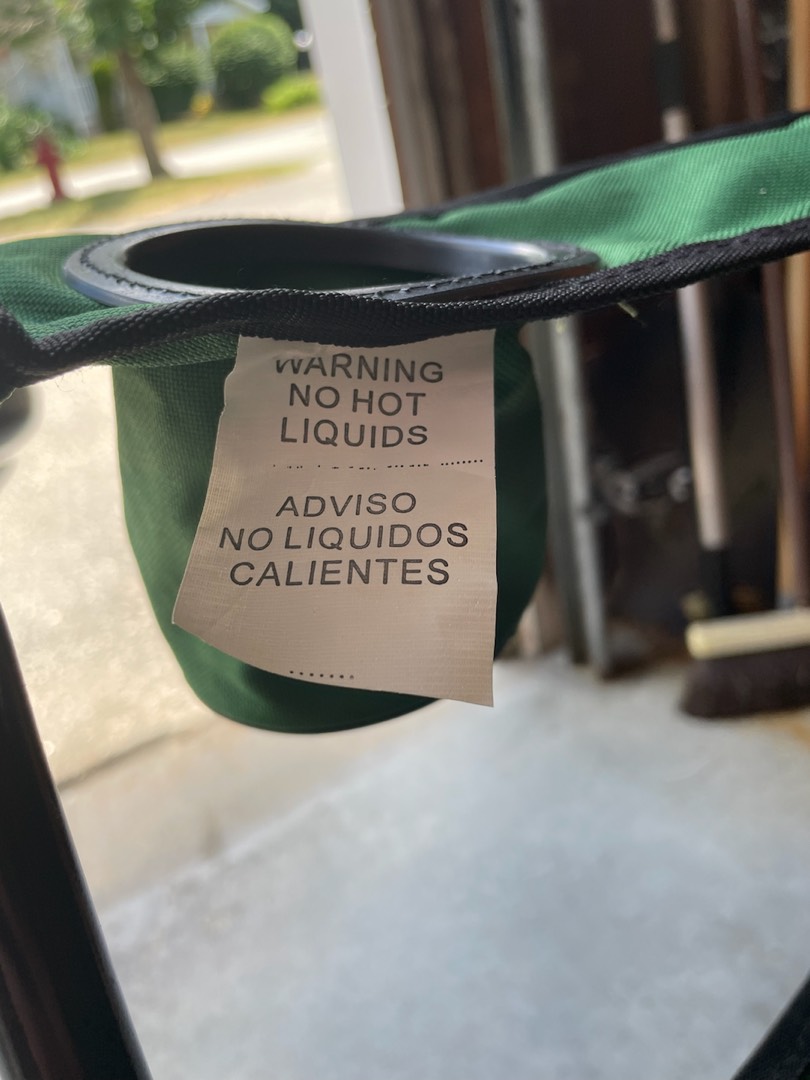 WARNING
NO HOT
LIQUIDS
ADVISO
NO LIQUIDOS
CALIENTES